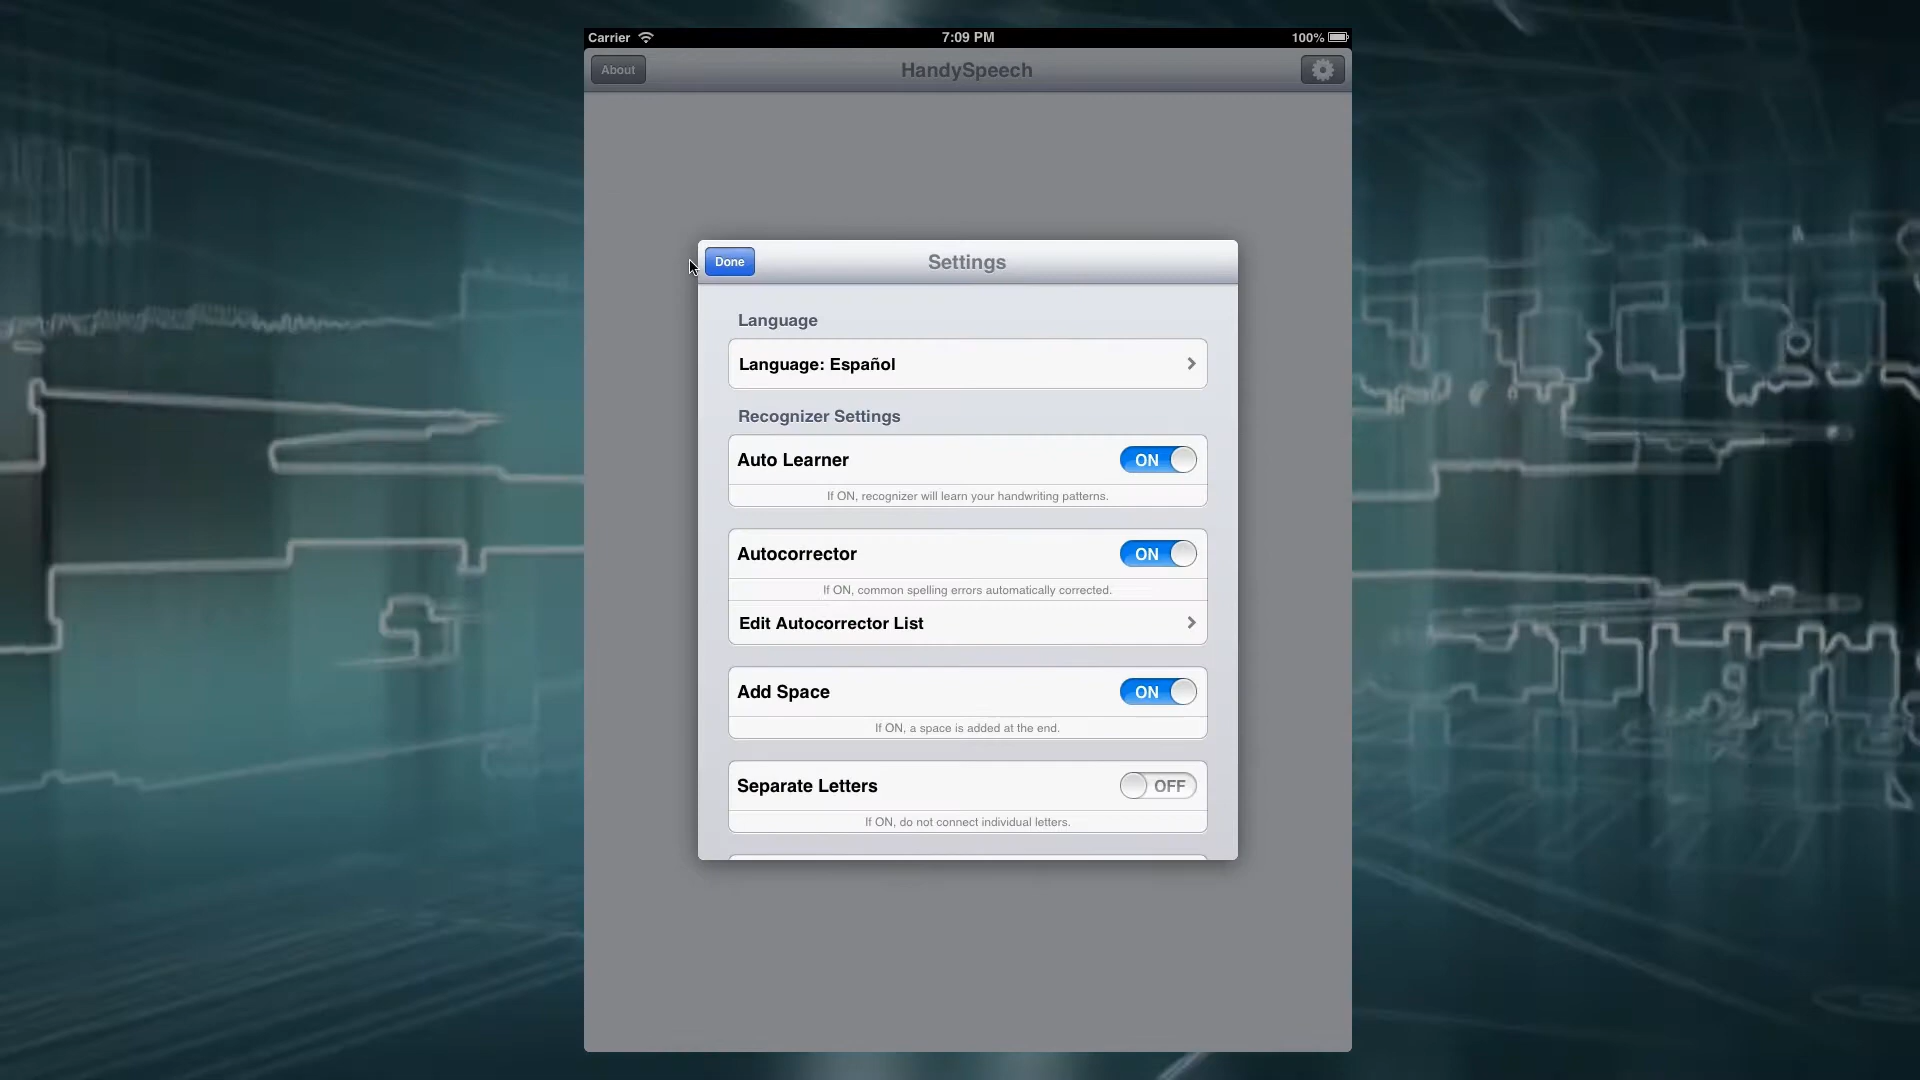 Carrier 7:09 PM 100%
About HandySpeech
Done Settings
Language
Language: Español
Recognizer Settings
Auto Learner ON
If ON, recognizer will learn your handwriting patterns.
Autocorrector ON
If ON, common spelling errors automatically corrected.
Edit Autocorrector List
Add Space ON
If ON, a space is added at the end.
Separate Letters OFF
If ON, do not connect individual letters.